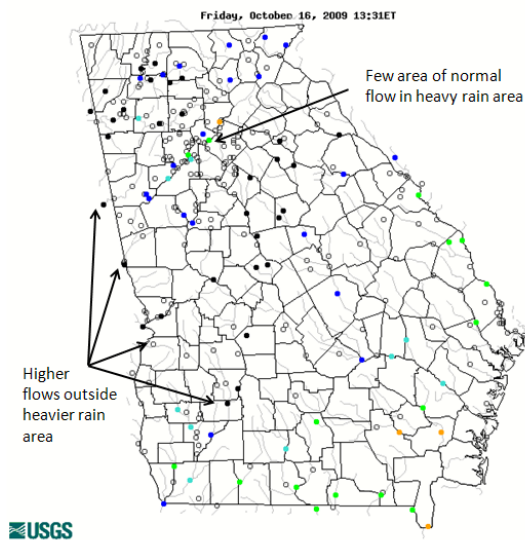 Friday, October 16, 2009 13:31ET
Few area of normal
flow in heavy rain area
Higher
flows outside
heavier rain
area
USGS